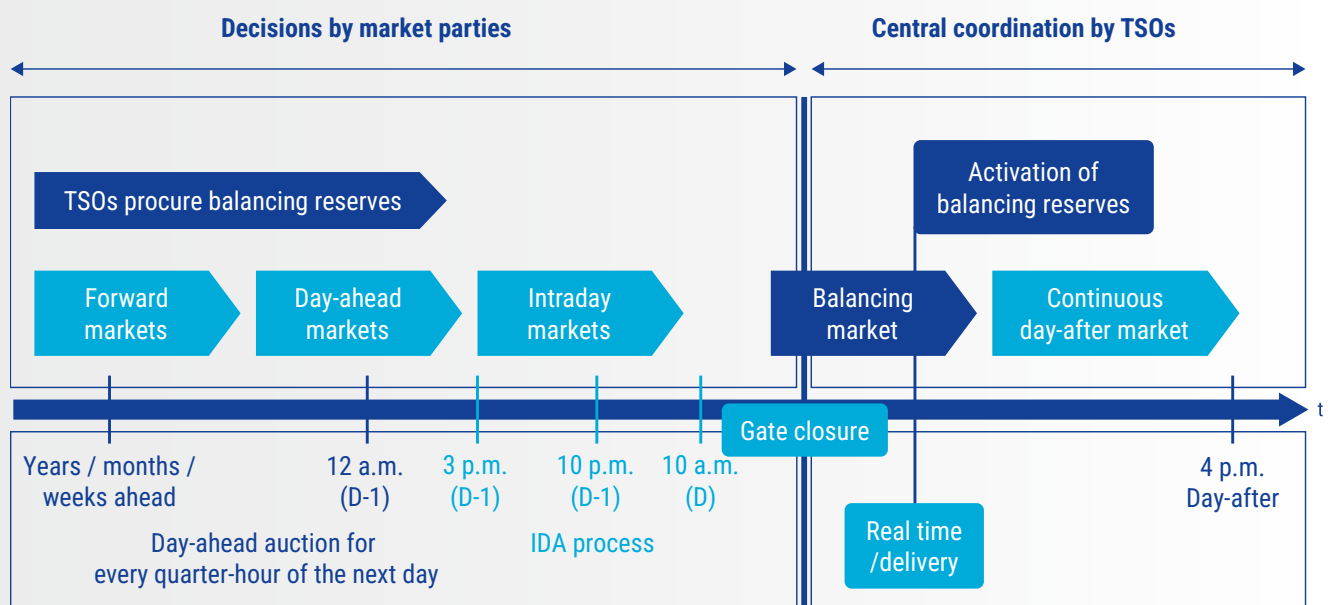 Decisions by market parties
Central coordination by TSOs
TSOs procure balancing reserves
Activation of
balancing reserves
Forward
markets
Day-ahead
markets
Intraday
markets
Balancing
market
Continuous
day-after market
t
Gate closure
Years / months /
weeks ahead
12 a.m.
(D-1)
3 p.m.
(D-1)
10 p.m.
(D-1)
10 a.m.
(D)
4 p.m.
Day-after
Day-ahead auction for
every quarter-hour of the next day
IDA process
Real time
/delivery